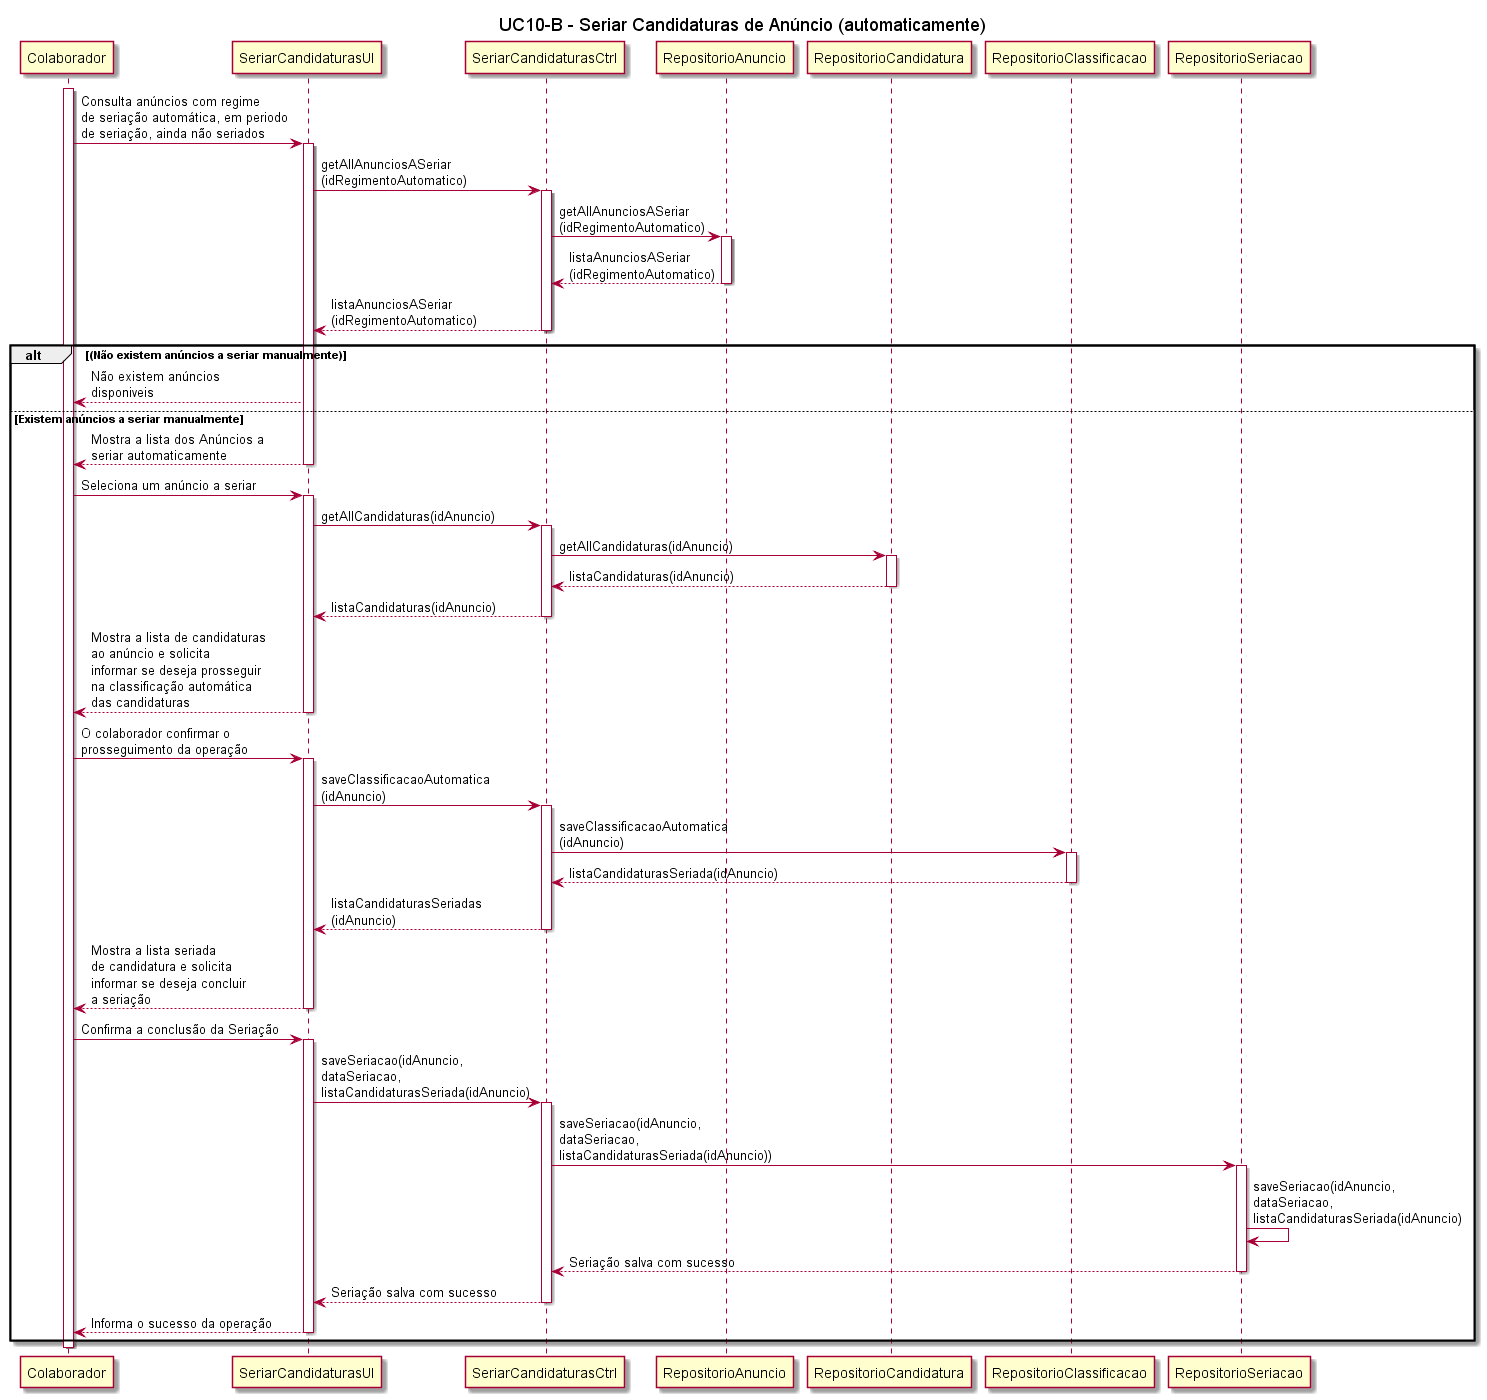 UC10-B - Seriar Candidaturas de Anúncio (automaticamente)
Colaborador
SeriarCandidaturasUI
SeriarCandidaturasCtrl
RepositorioAnuncio
RepositorioCandidatura
RepositorioClassificacao
RepositorioSeriacao
Consulta anúncios com regime
de seriação automática, em periodo
de seriação, ainda não seriados
getAllAnunciosASeriar
(idRegimentoAutomatico)
getAllAnunciosASeriar
(idRegimentoAutomatico)
listaAnunciosASeriar
(idRegimentoAutomatico)
listaAnunciosASeriar
(idRegimentoAutomatico)
alt
[(Não existem anúncios a seriar manualmente)]
Não existem anúncios
disponiveis
[Existem anúncios a seriar manualmente]
Mostra a lista dos Anúncios a
seriar automaticamente
Seleciona um anúncio a seriar
getAllCandidaturas(idAnuncio)
getAllCandidaturas(idAnuncio)
listaCandidaturas(idAnuncio)
listaCandidaturas(idAnuncio)
Mostra a lista de candidaturas
ao anúncio e solicita
informar se deseja prosseguir
na classificação automática
das candidaturas
O colaborador confirmar o
prosseguimento da operação
saveClassificacaoAutomatica
(idAnuncio)
saveClassificacaoAutomatica
(idAnuncio)
listaCandidaturasSeriada(idAnuncio)
listaCandidaturasSeriadas
(idAnuncio)
Mostra a lista seriada
de candidatura e solicita
informar se deseja concluir
a seriação
Confirma a conclusão da Seriação
saveSeriacao(idAnuncio,
dataSeriacao,
listaCandidaturasSeriada(idAnuncio)
saveSeriacao(idAnuncio,
dataSeriacao,
listaCandidaturasSeriada(idAnuncio))
saveSeriacao(idAnuncio,
dataSeriacao,
listaCandidaturasSeriada(idAnuncio)
Seriação salva com sucesso
Seriação salva com sucesso
Informa o sucesso da operação
Colaborador
SeriarCandidaturasUI
SeriarCandidaturasCtrl
RepositorioAnuncio
RepositorioCandidatura
RepositorioClassificacao
RepositorioSeriacao